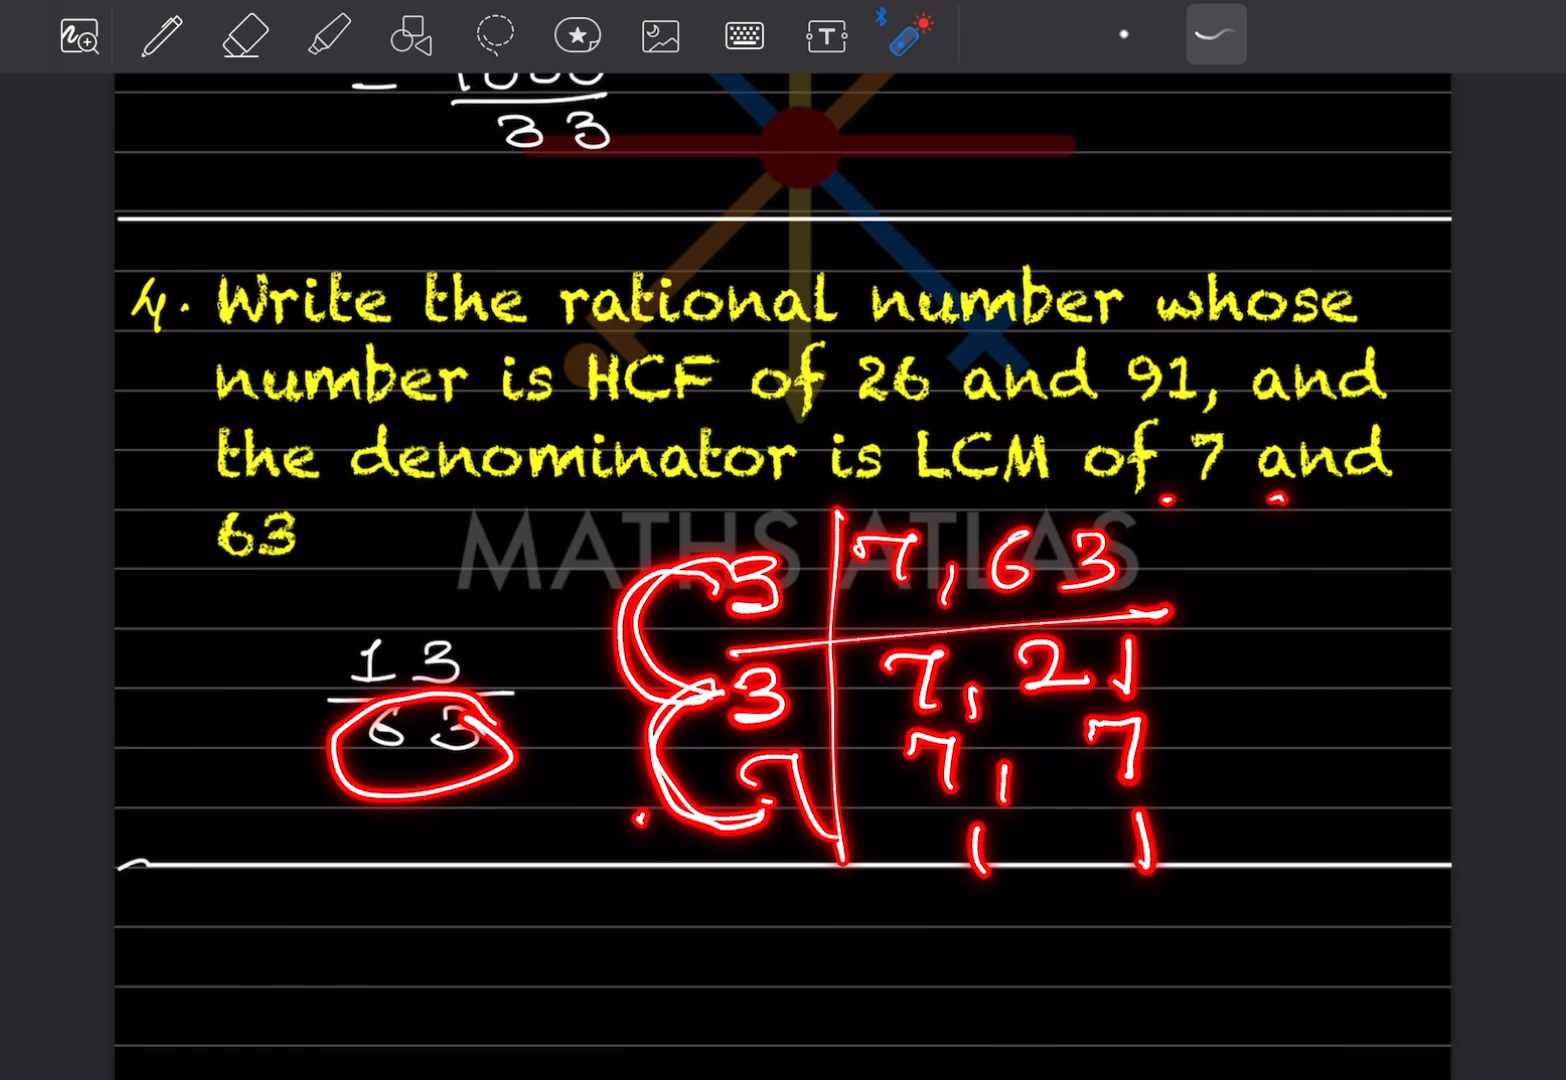 33
4. Write the rational number whose
number is HCF of 26 and 91, and
the denominator is LCM of 7 and
63
MATHS ATLAS
3 7, 63
13
63
3 7, 21
7 7, 7
1 1